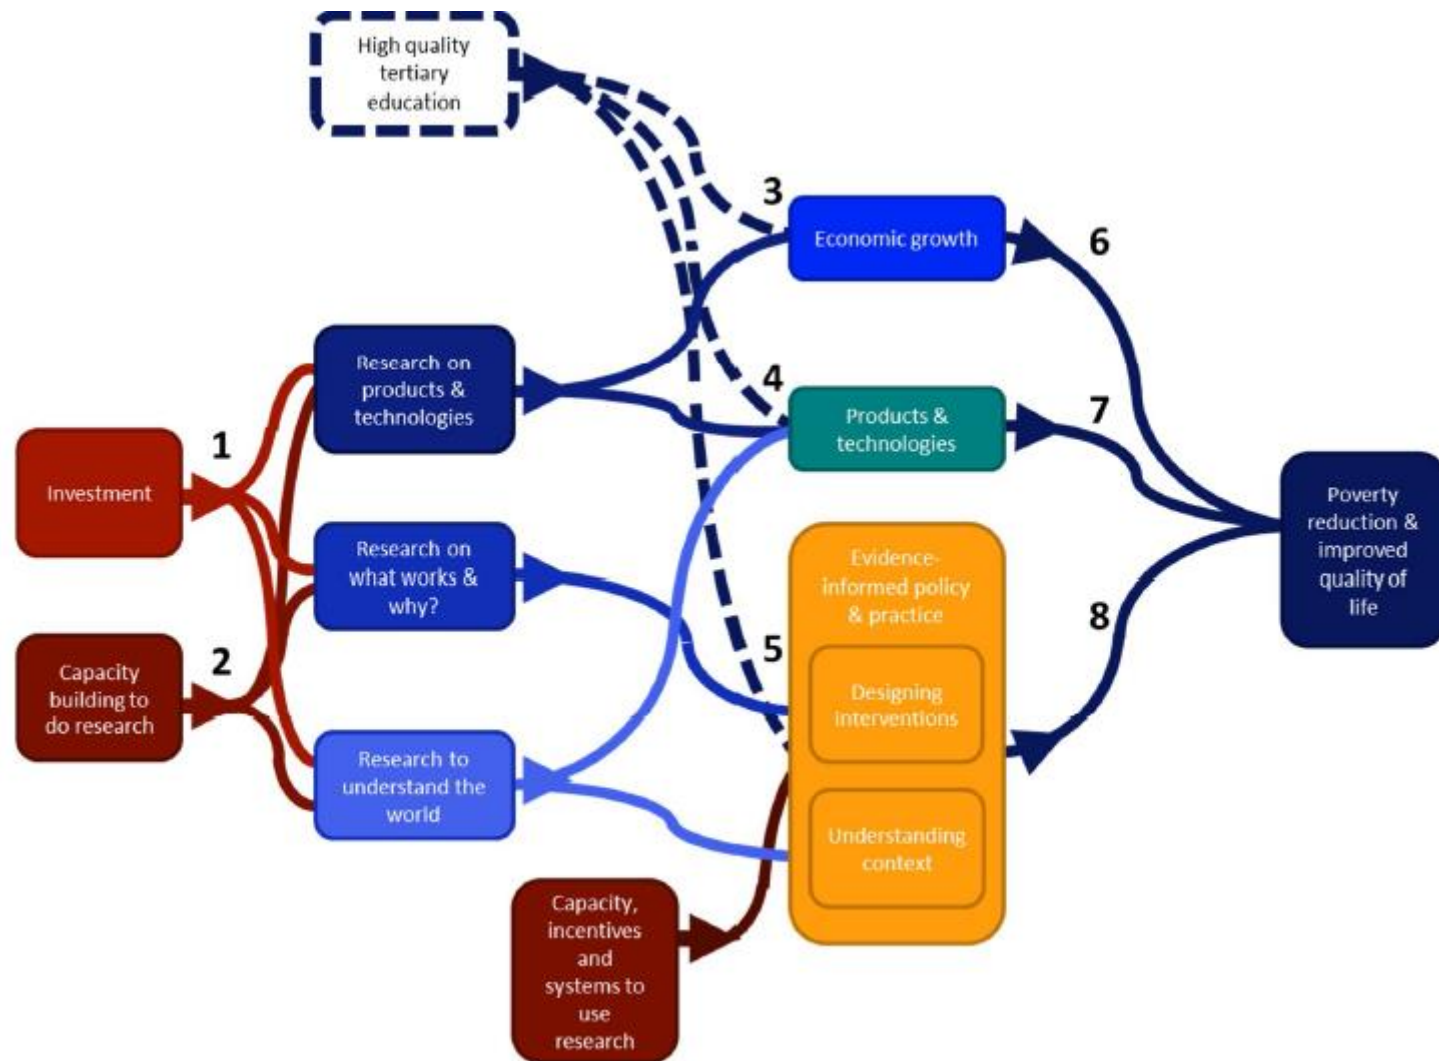 High quality
tertiary
education
3
Economic growth
6
Research on
products &
technologies
4
Products &
technologies
7
1
Investment
Poverty
reduction &
improved
quality of
life
Research on
what works &
why?
Evidence-
informed policy
& practice
8
2
5
Capacity
building to
do research
Designing
interventions
Research to
understand the
world
Understanding
context
Capacity,
incentives
and
systems to
use
research